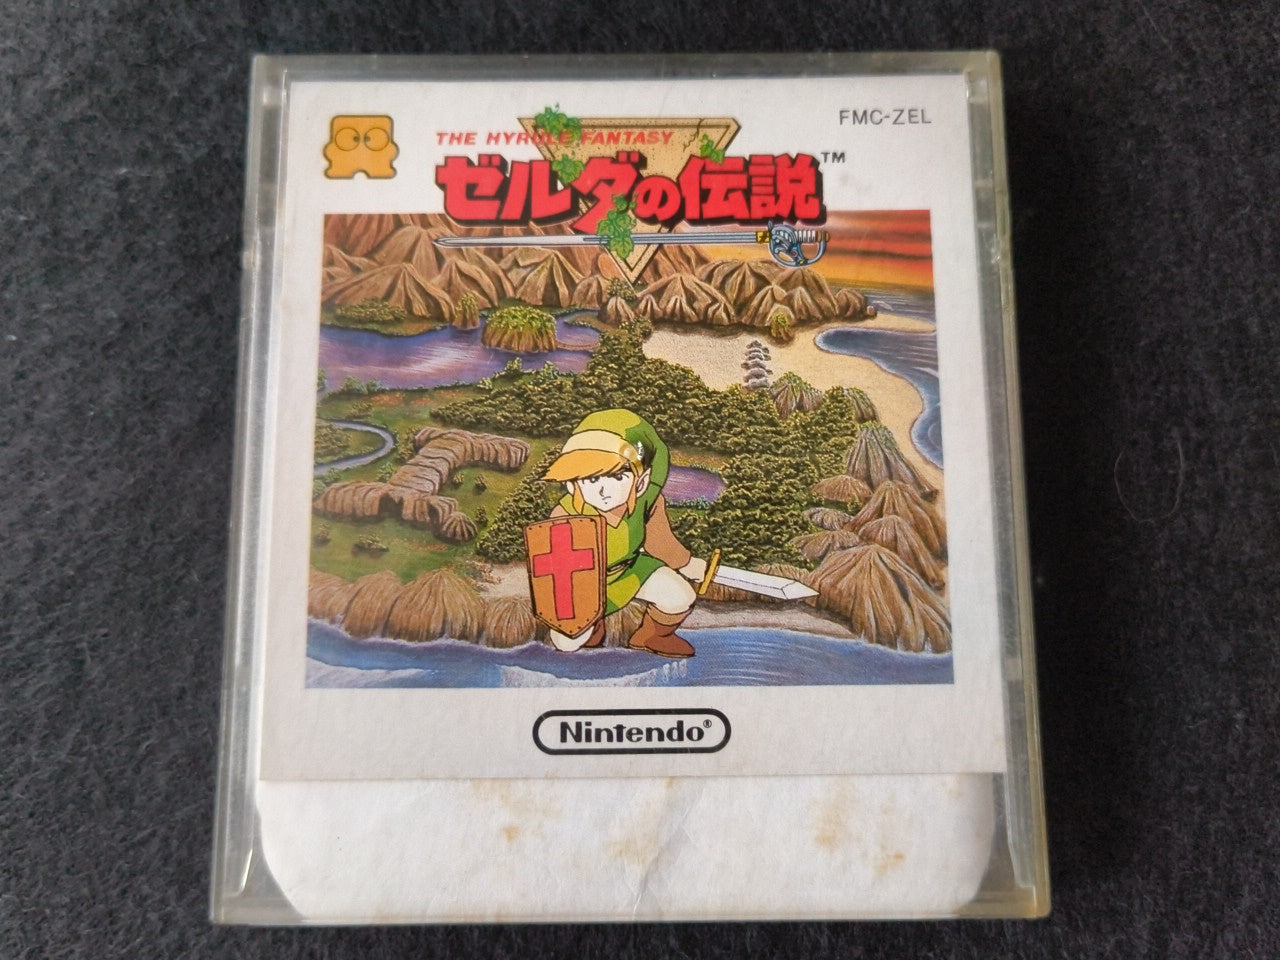 FMC-ZEL
THE HYRULE FANTASY
ゼルダの伝説™
Nintendo®